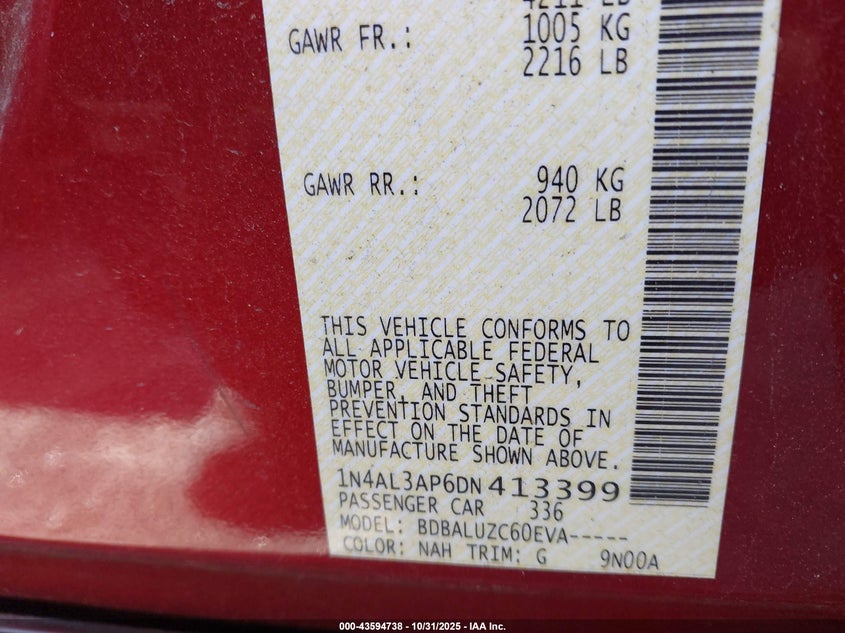 4211 LB
GAWR FR.: 1005 KG
2216 LB
GAWR RR.: 940 KG
2072 LB
THIS VEHICLE CONFORMS TO
ALL APPLICABLE FEDERAL
MOTOR VEHICLE SAFETY,
BUMPER, AND THEFT
PREVENTION STANDARDS IN
EFFECT ON THE DATE OF
MANUFACTURE SHOWN ABOVE.
1N4AL3AP6DN413399
PASSENGER CAR 336
MODEL: BDBALUZC60EVA-----
COLOR: NAH TRIM: G 9N00A
000-43594738 - 10/31/2025 - IAA Inc.